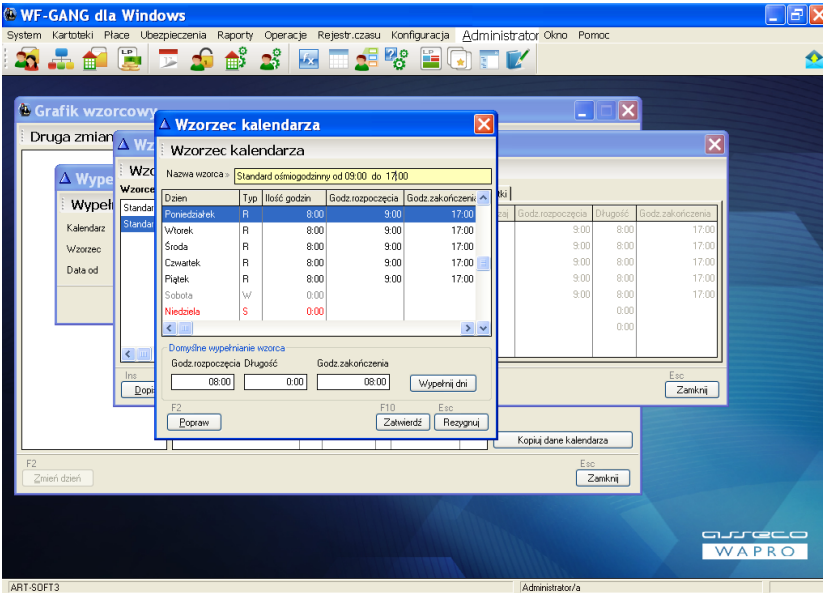 WF-GANG dla Windows
System Kartoteki Płace Ubezpieczenia Raporty Operacje Rejestr.czasu Konfiguracja Administrator Okno Pomoc
Grafik wzorcowy
Druga zmian
Wzorzec kalendarza
Wzorzec kalendarza
Nazwa wzorca » Standard ośmiogodzinny od 09:00 do 17:00
Dzien Typ Ilość godzin Godz.rozpoczęcia Godz.zakończenia
Poniedziałek R 8:00 9:00 17:00
Wtorek R 8:00 9:00 17:00
Środa R 8:00 9:00 17:00
Czwartek R 8:00 9:00 17:00
Piątek R 8:00 9:00 17:00
Sobota W 0:00
Niedziela S 0:00
Domyślne wypełnianie wzorca
Godz.rozpoczęcia Długość Godz.zakończenia
08:00 0:00 08:00 Wypełnij dni
F2 F10 Esc
Popraw Zatwierdź Rezygnuj
Wz
Wzo
Wzorce
Standar
Standar
Ins
Dopi
Wype
Wypeł
Kalendarz
Wzorzec
Data od
tki
zaj Godz.rozpoczęcia Długość Godz.zakończenia
9:00 8:00 17:00
9:00 8:00 17:00
9:00 8:00 17:00
9:00 8:00 17:00
9:00 8:00 17:00
0:00
0:00
Esc
Zamknij
Kopiuj dane kalendarza
F2 Esc
Zmień dzień Zamknij
asseco
WAPRO
ART-SOFT3 Administrator/a